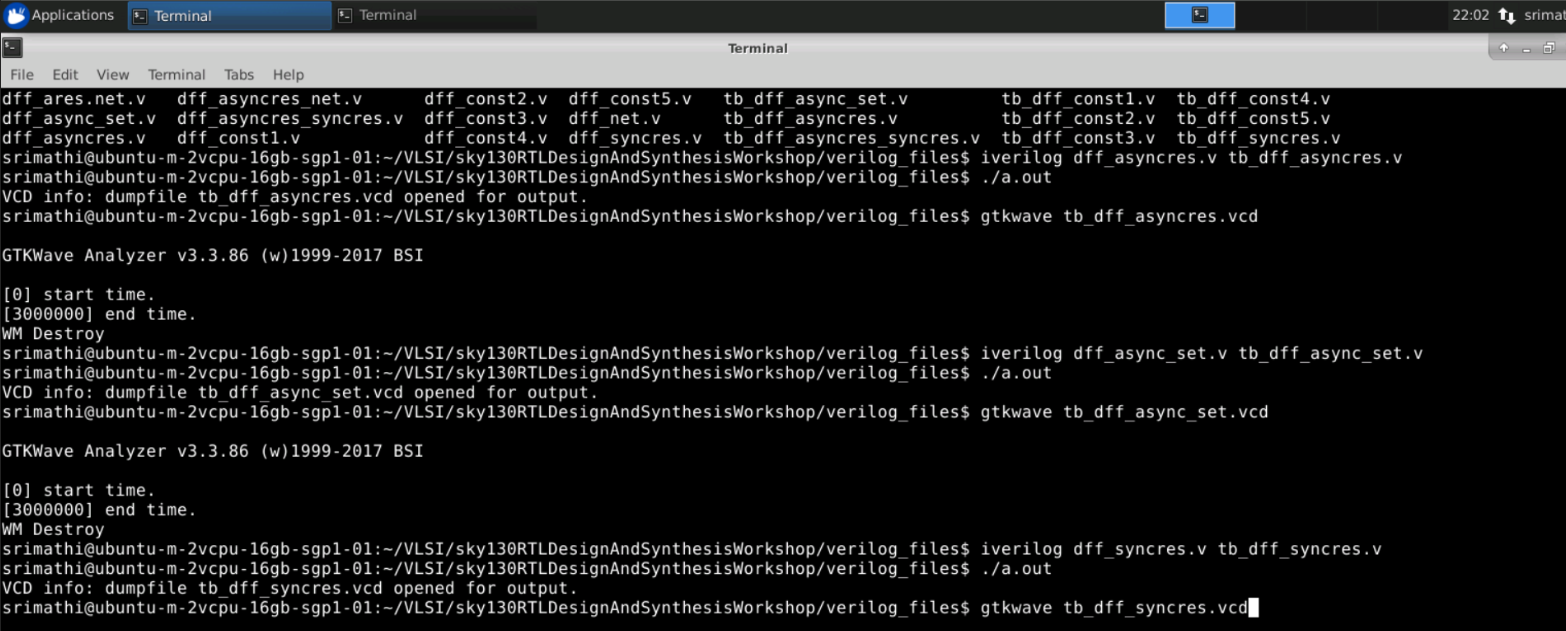 Applications Terminal Terminal 22:02 srimat
Terminal
File Edit View Terminal Tabs Help
dff_ares.net.v dff_asyncres_net.v dff_const2.v dff_const5.v tb_dff_async_set.v tb_dff_const1.v tb_dff_const4.v
dff_async_set.v dff_asyncres_syncres.v dff_const3.v dff_net.v tb_dff_asyncres.v tb_dff_const2.v tb_dff_const5.v
dff_asyncres.v dff_const1.v dff_const4.v dff_syncres.v tb_dff_asyncres_syncres.v tb_dff_const3.v tb_dff_syncres.v
srimathi@ubuntu-m-2vcpu-16gb-sgp1-01:~/VLSI/sky130RTLDesignAndSynthesisWorkshop/verilog_files$ iverilog dff_asyncres.v tb_dff_asyncres.v
srimathi@ubuntu-m-2vcpu-16gb-sgp1-01:~/VLSI/sky130RTLDesignAndSynthesisWorkshop/verilog_files$ ./a.out
VCD info: dumpfile tb_dff_asyncres.vcd opened for output.
srimathi@ubuntu-m-2vcpu-16gb-sgp1-01:~/VLSI/sky130RTLDesignAndSynthesisWorkshop/verilog_files$ gtkwave tb_dff_asyncres.vcd
GTKWave Analyzer v3.3.86 (w)1999-2017 BSI
[0] start time.
[3000000] end time.
WM Destroy
srimathi@ubuntu-m-2vcpu-16gb-sgp1-01:~/VLSI/sky130RTLDesignAndSynthesisWorkshop/verilog_files$ iverilog dff_async_set.v tb_dff_async_set.v
srimathi@ubuntu-m-2vcpu-16gb-sgp1-01:~/VLSI/sky130RTLDesignAndSynthesisWorkshop/verilog_files$ ./a.out
VCD info: dumpfile tb_dff_async_set.vcd opened for output.
srimathi@ubuntu-m-2vcpu-16gb-sgp1-01:~/VLSI/sky130RTLDesignAndSynthesisWorkshop/verilog_files$ gtkwave tb_dff_async_set.vcd
GTKWave Analyzer v3.3.86 (w)1999-2017 BSI
[0] start time.
[3000000] end time.
WM Destroy
srimathi@ubuntu-m-2vcpu-16gb-sgp1-01:~/VLSI/sky130RTLDesignAndSynthesisWorkshop/verilog_files$ iverilog dff_syncres.v tb_dff_syncres.v
srimathi@ubuntu-m-2vcpu-16gb-sgp1-01:~/VLSI/sky130RTLDesignAndSynthesisWorkshop/verilog_files$ ./a.out
VCD info: dumpfile tb_dff_syncres.vcd opened for output.
srimathi@ubuntu-m-2vcpu-16gb-sgp1-01:~/VLSI/sky130RTLDesignAndSynthesisWorkshop/verilog_files$ gtkwave tb_dff_syncres.vcd